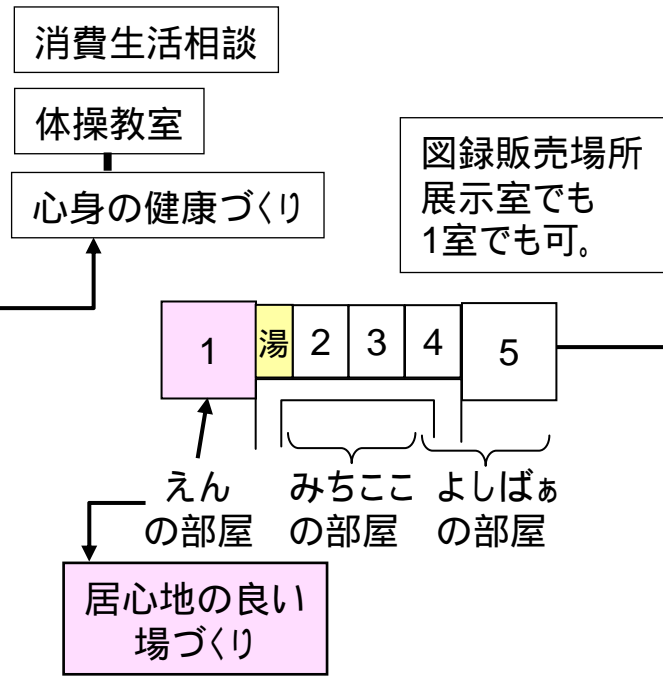 消費生活相談
体操教室
心身の健康づくり
図録販売場所
展示室でも
1室でも可。
1
湯
2
3
4
5
えん
の部屋
みちここ
の部屋
よしばぁ
の部屋
居心地の良い
場づくり